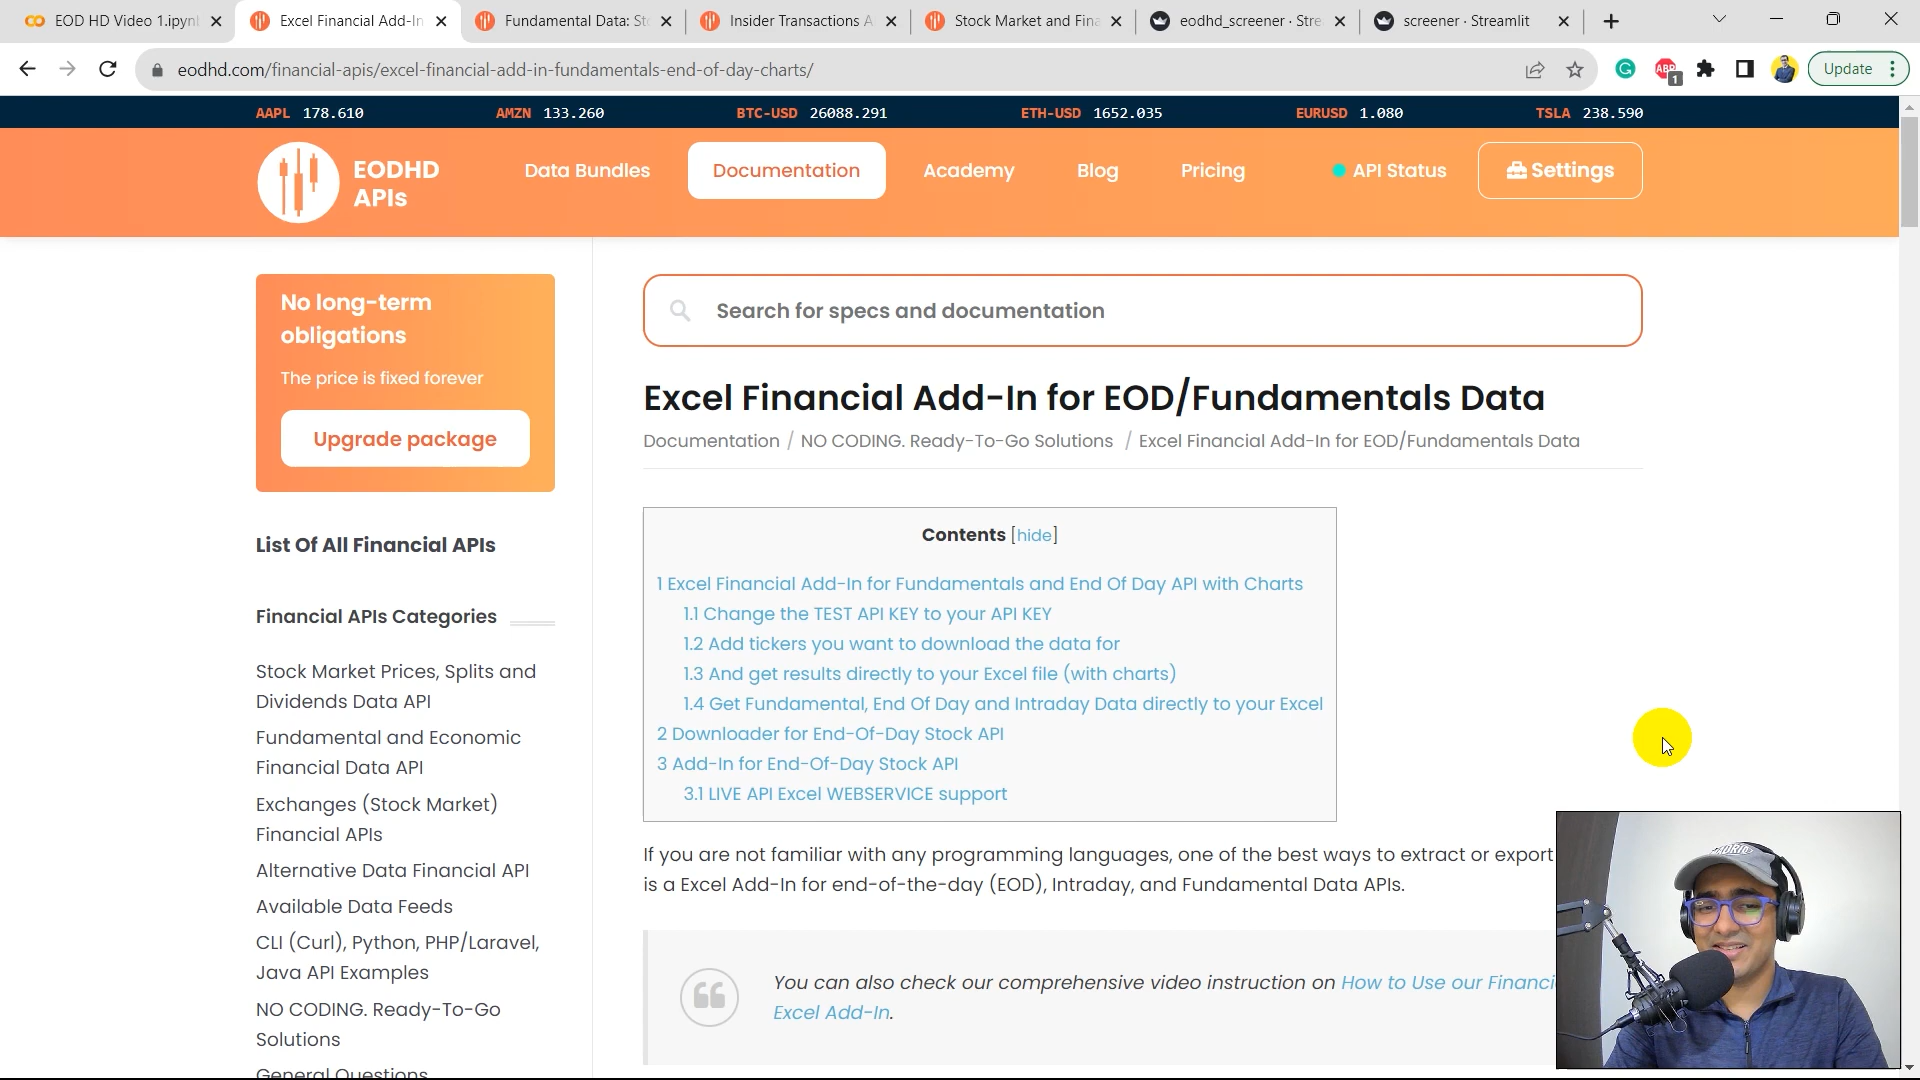 EOD HD Video 1.ipyn
Excel Financial Add-In
Fundamental Data: St
Insider Transactions A
Stock Market and Fina
eodhd_screener · Stre
screener · Streamlit
eodhd.com/financial-apis/excel-financial-add-in-fundamentals-end-of-day-charts/
ABP
1
Update
AAPL 178.610
AMZN 133.260
BTC-USD 26088.291
ETH-USD 1652.035
EURUSD 1.080
TSLA 238.590
EODHD
APIs
Data Bundles
Documentation
Academy
Blog
Pricing
API Status
Settings
No long-term
obligations
The price is fixed forever
Upgrade package
List Of All Financial APIs
Financial APIs Categories
Stock Market Prices, Splits and
Dividends Data API
Fundamental and Economic
Financial Data API
Exchanges (Stock Market)
Financial APIs
Alternative Data Financial API
Available Data Feeds
CLI (Curl), Python, PHP/Laravel,
Java API Examples
NO CODING. Ready-To-Go
Solutions
General Questions
Search for specs and documentation
Excel Financial Add-In for EOD/Fundamentals Data
Documentation / NO CODING. Ready-To-Go Solutions / Excel Financial Add-In for EOD/Fundamentals Data
Contents [hide]
1 Excel Financial Add-In for Fundamentals and End Of Day API with Charts
1.1 Change the TEST API KEY to your API KEY
1.2 Add tickers you want to download the data for
1.3 And get results directly to your Excel file (with charts)
1.4 Get Fundamental, End Of Day and Intraday Data directly to your Excel
2 Downloader for End-Of-Day Stock API
3 Add-In for End-Of-Day Stock API
3.1 LIVE API Excel WEBSERVICE support
If you are not familiar with any programming languages, one of the best ways to extract or export
is a Excel Add-In for end-of-the-day (EOD), Intraday, and Fundamental Data APIs.
You can also check our comprehensive video instruction on How to Use our Financi
Excel Add-In.